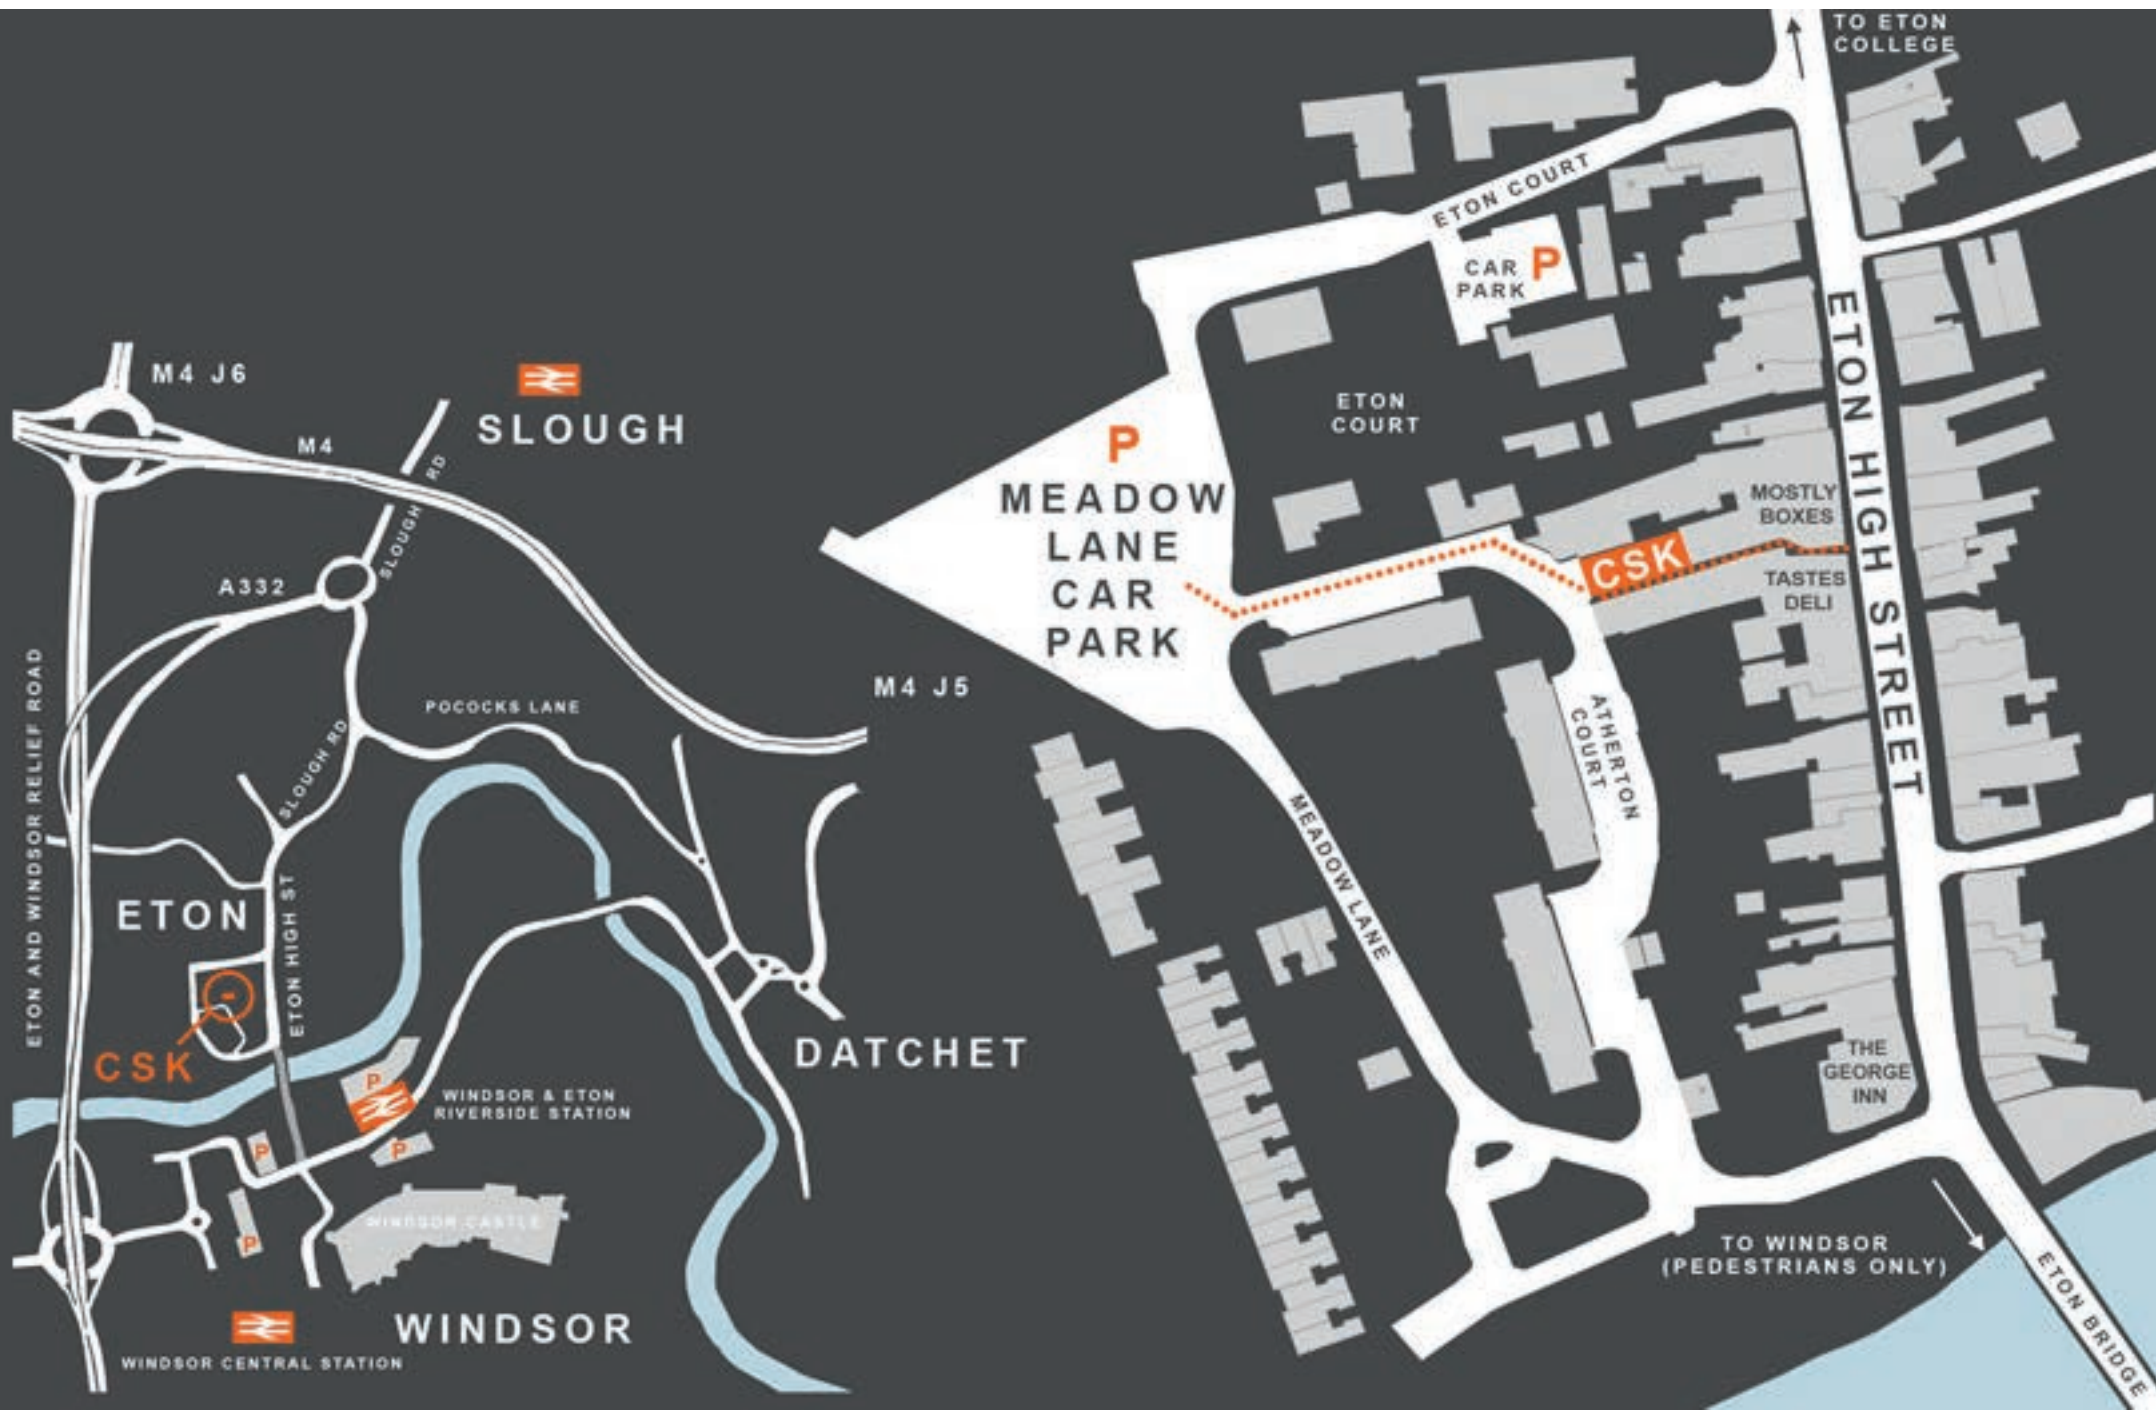 M4 J6
SLOUGH
M4
SLOUGH RD
A332
M4 J5
ETON AND WINDSOR RELIEF ROAD
POCOCKS LANE
SLOUGH RD
ETON
ETON HIGH ST
CSK
DATCHET
P
WINDSOR & ETON
RIVERSIDE STATION
P
P
P
WINDSOR CASTLE
WINDSOR
WINDSOR CENTRAL STATION
TO ETON
COLLEGE
ETON COURT
CAR
PARK
P
ETON HIGH STREET
ETON
COURT
P
MEADOW
LANE
CAR
PARK
MOSTLY
BOXES
CSK
TASTES
DELI
ATHERTON
COURT
MEADOW LANE
THE
GEORGE
INN
TO WINDSOR
(PEDESTRIANS ONLY)
ETON BRIDGE